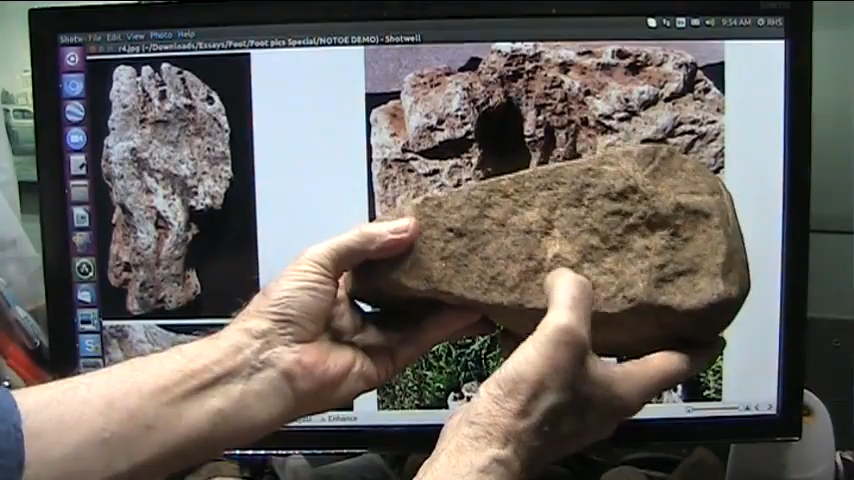 Shotw File Edit View Photo Help
9:54 AM RHS
r4.jpg (~/Downloads/Essays/Foot/Foot pics Special/NOTOE DEMO) - Shotwell
Enhance